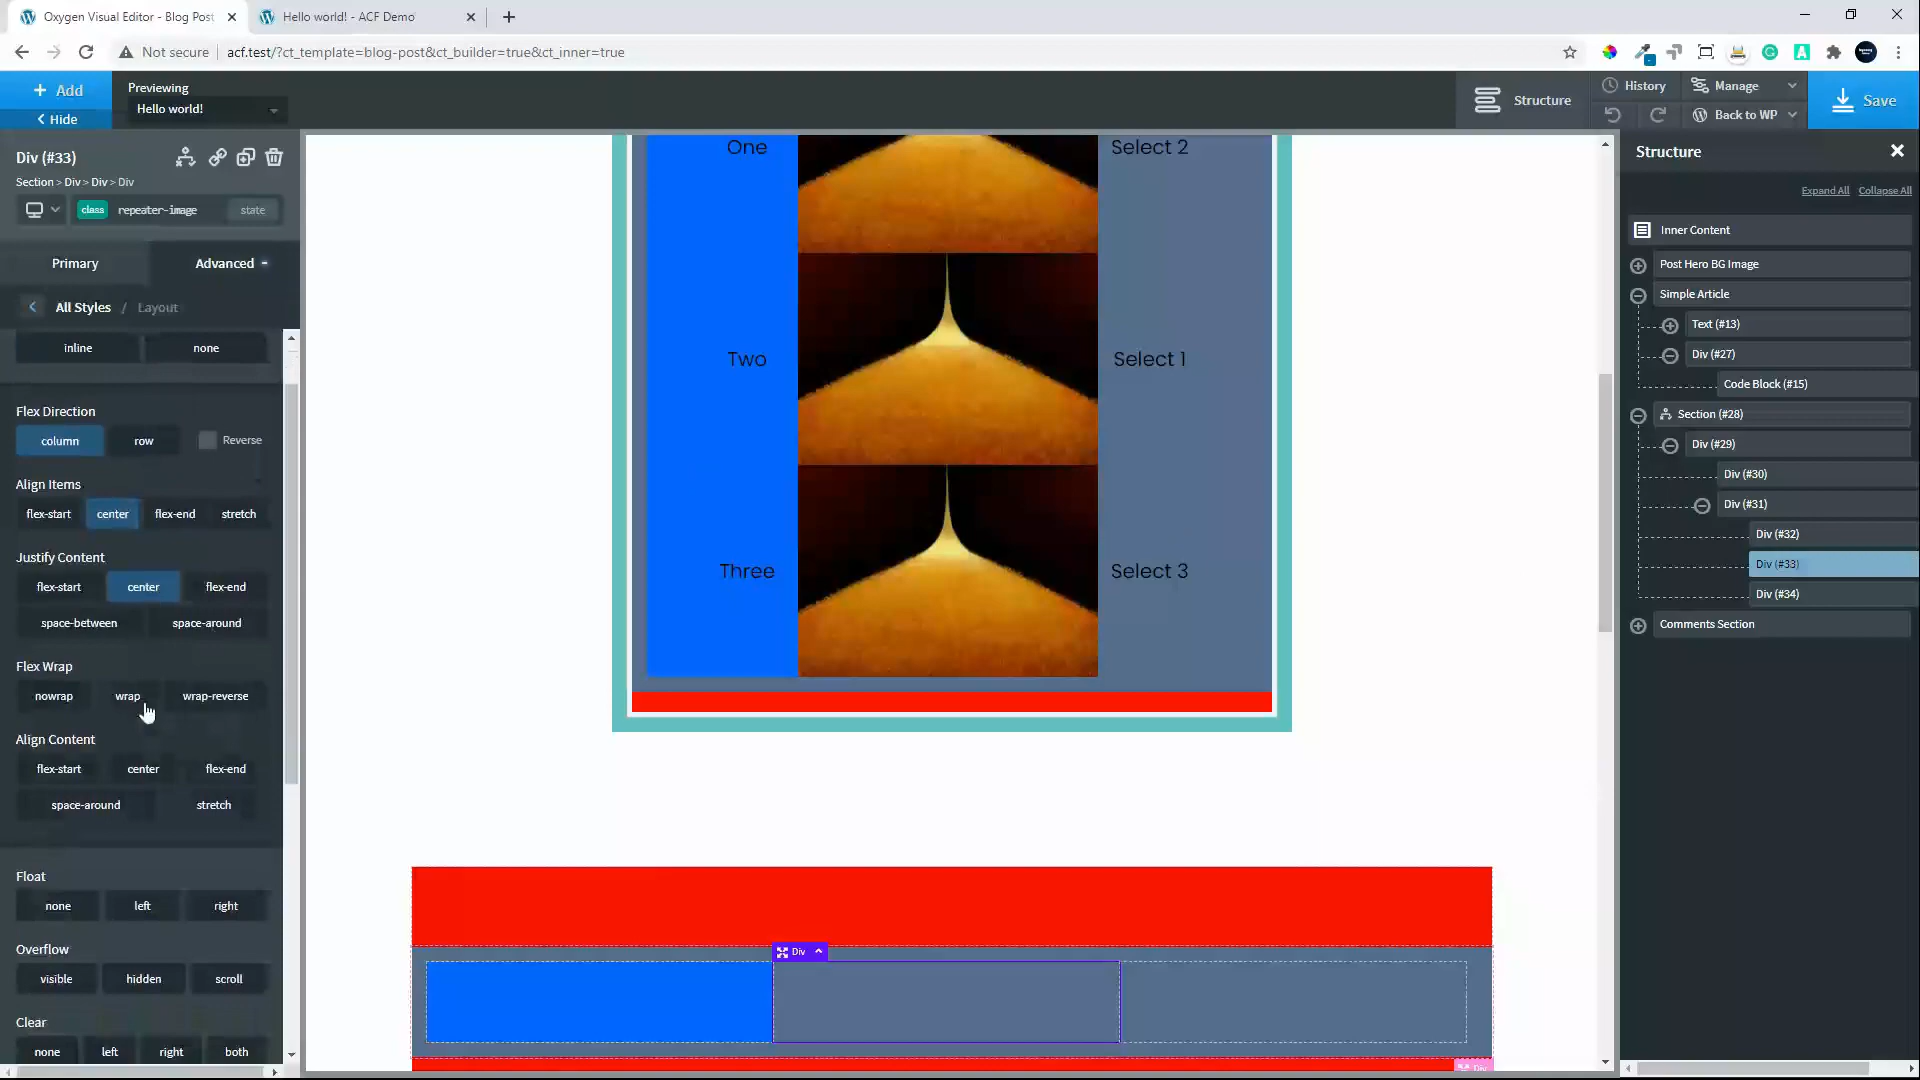 Oxygen Visual Editor - Blog Post
Hello world! - ACF Demo
Not secure
acf.test/?ct_template=blog-post&ct_builder=true&ct_inner=true
+ Add
< Hide
Previewing
Hello world!
Structure
History
Manage
Back to WP
Save
Div (#33)
Section > Div > Div > Div
class repeater-image state
Primary
Advanced
All Styles / Layout
inline none
Flex Direction
column row Reverse
Align Items
flex-start center flex-end stretch
Justify Content
flex-start center flex-end
space-between space-around
Flex Wrap
nowrap wrap wrap-reverse
Align Content
flex-start center flex-end
space-around stretch
Float
none left right
Overflow
visible hidden scroll
Clear
none left right both
One Select 2
Two Select 1
Three Select 3
Div
Div
Structure
Expand All Collapse All
Inner Content
Post Hero BG Image
Simple Article
Text (#13)
Div (#27)
Code Block (#15)
Section (#28)
Div (#29)
Div (#30)
Div (#31)
Div (#32)
Div (#33)
Div (#34)
Comments Section